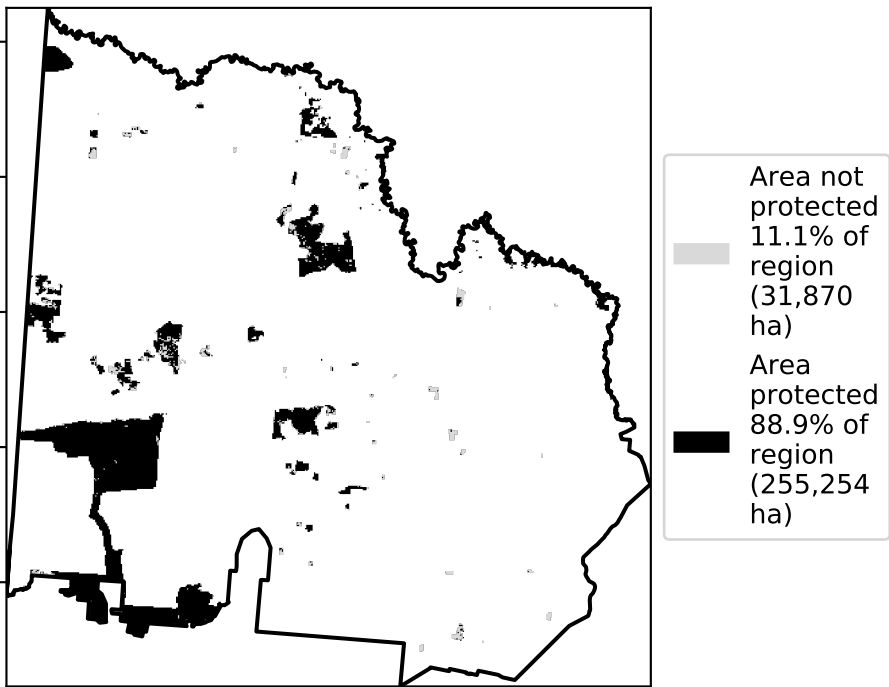 Area not
protected
11.1% of
region
(31,870
ha)
Area
protected
88.9% of
region
(255,254
ha)